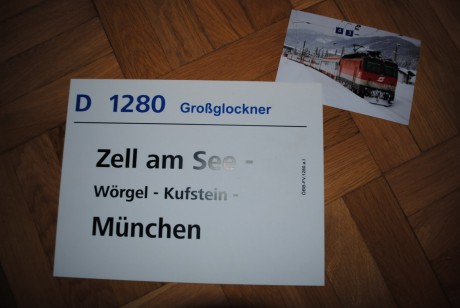 D 1280 Großglockner
Zell am See -
Wörgel - Kufstein -
München